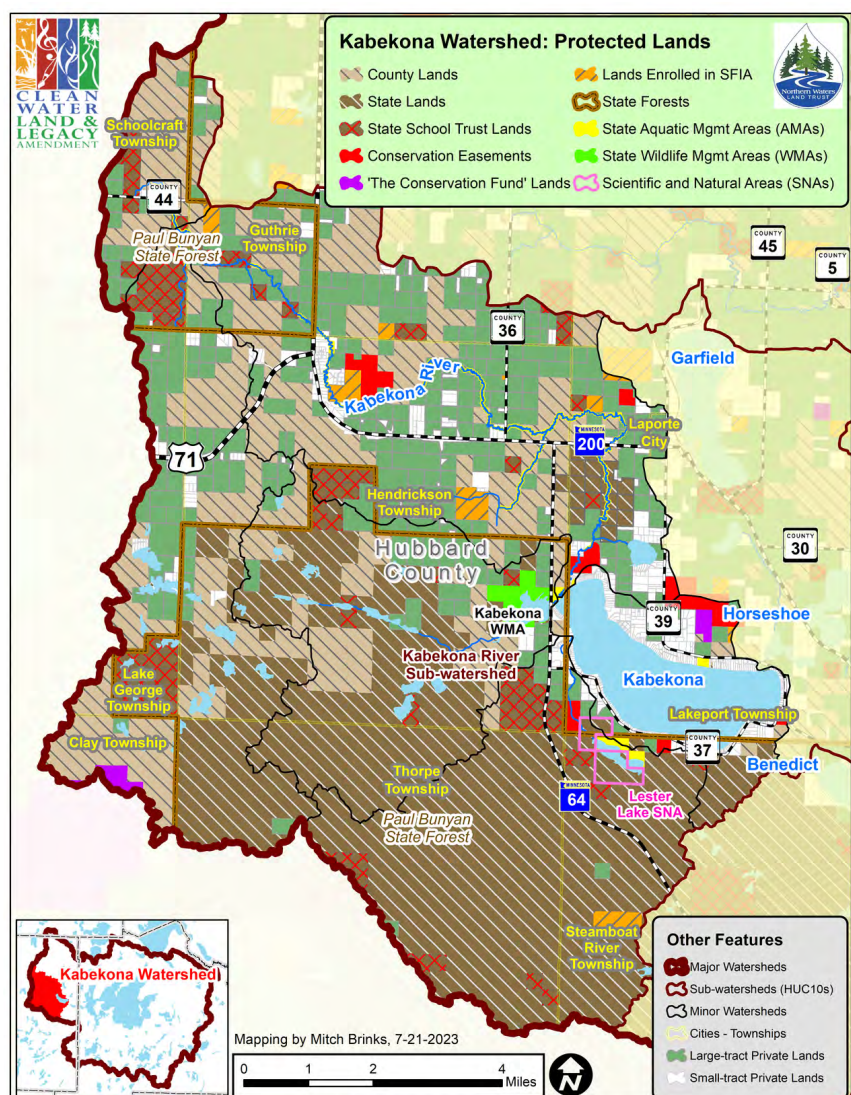 CLEAN
WATER
LAND &
LEGACY
AMENDMENT
Kabekona Watershed: Protected Lands
County Lands
State Lands
State School Trust Lands
Conservation Easements
'The Conservation Fund' Lands
Lands Enrolled in SFIA
State Forests
State Aquatic Mgmt Areas (AMAs)
State Wildlife Mgmt Areas (WMAs)
Scientific and Natural Areas (SNAs)
Northern Waters
LAND TRUST
Schoolcraft
Township
COUNTY
44
Paul Bunyan
State Forest
Guthrie
Township
COUNTY
45
COUNTY
5
COUNTY
36
Garfield
Kabekona River
Laporte
City
MINNESOTA
200
71
Hendrickson
Township
Hubbard
County
COUNTY
30
Kabekona
WMA
COUNTY
39
Horseshoe
Kabekona River
Sub-watershed
Kabekona
Lake
George
Township
Lakeport Township
Clay Township
COUNTY
37
Benedict
Thorpe
Township
MINNESOTA
64
Lester
Lake SNA
Paul Bunyan
State Forest
Steamboat
River
Township
Kabekona Watershed
Mapping by Mitch Brinks, 7-21-2023
0 1 2 4
Miles
N
Other Features
Major Watersheds
Sub-watersheds (HUC10s)
Minor Watersheds
Cities - Townships
Large-tract Private Lands
Small-tract Private Lands